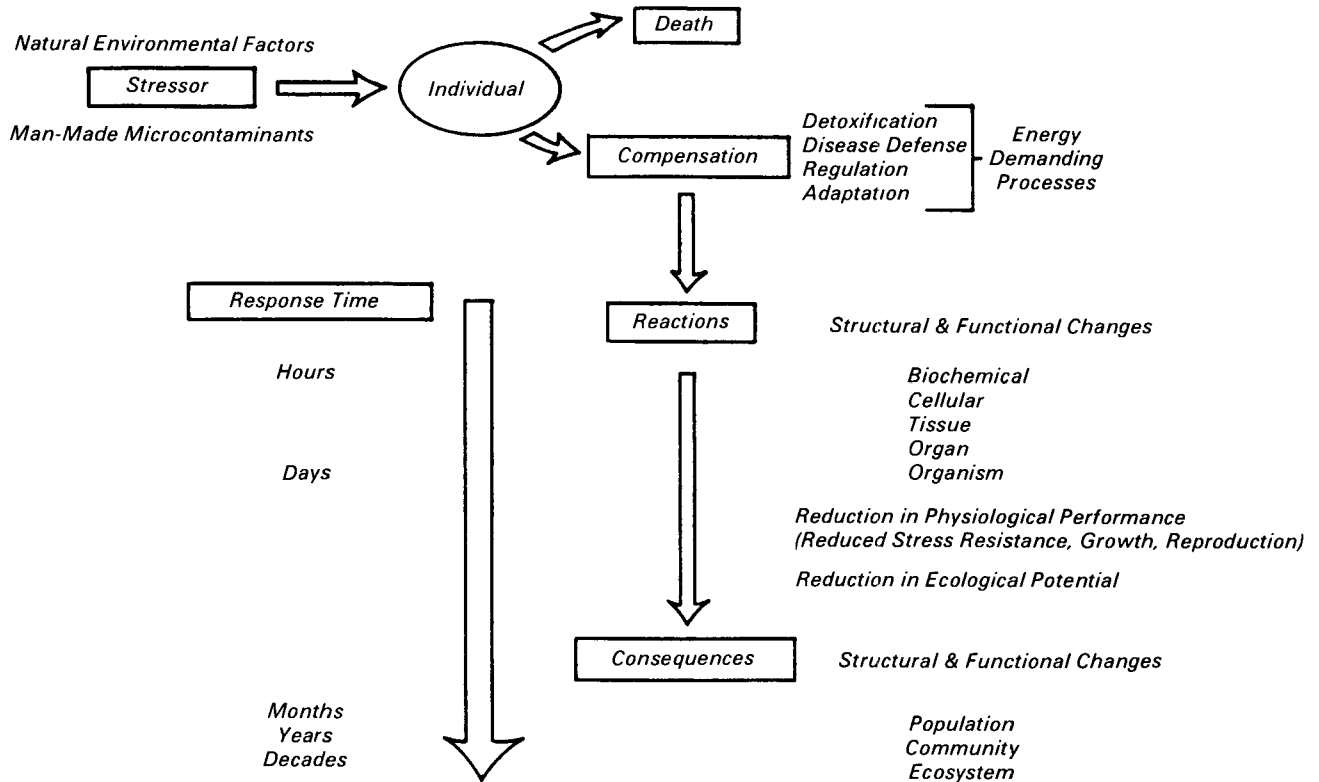 Natural Environmental Factors
Stressor
Man-Made Microcontaminants
Individual
Death
Compensation
Detoxification
Disease Defense
Regulation
Adaptation
Energy
Demanding
Processes
Response Time
Reactions
Structural & Functional Changes
Hours
Biochemical
Cellular
Tissue
Organ
Organism
Days
Reduction in Physiological Performance
(Reduced Stress Resistance, Growth, Reproduction)
Reduction in Ecological Potential
Consequences
Structural & Functional Changes
Months
Years
Decades
Population
Community
Ecosystem